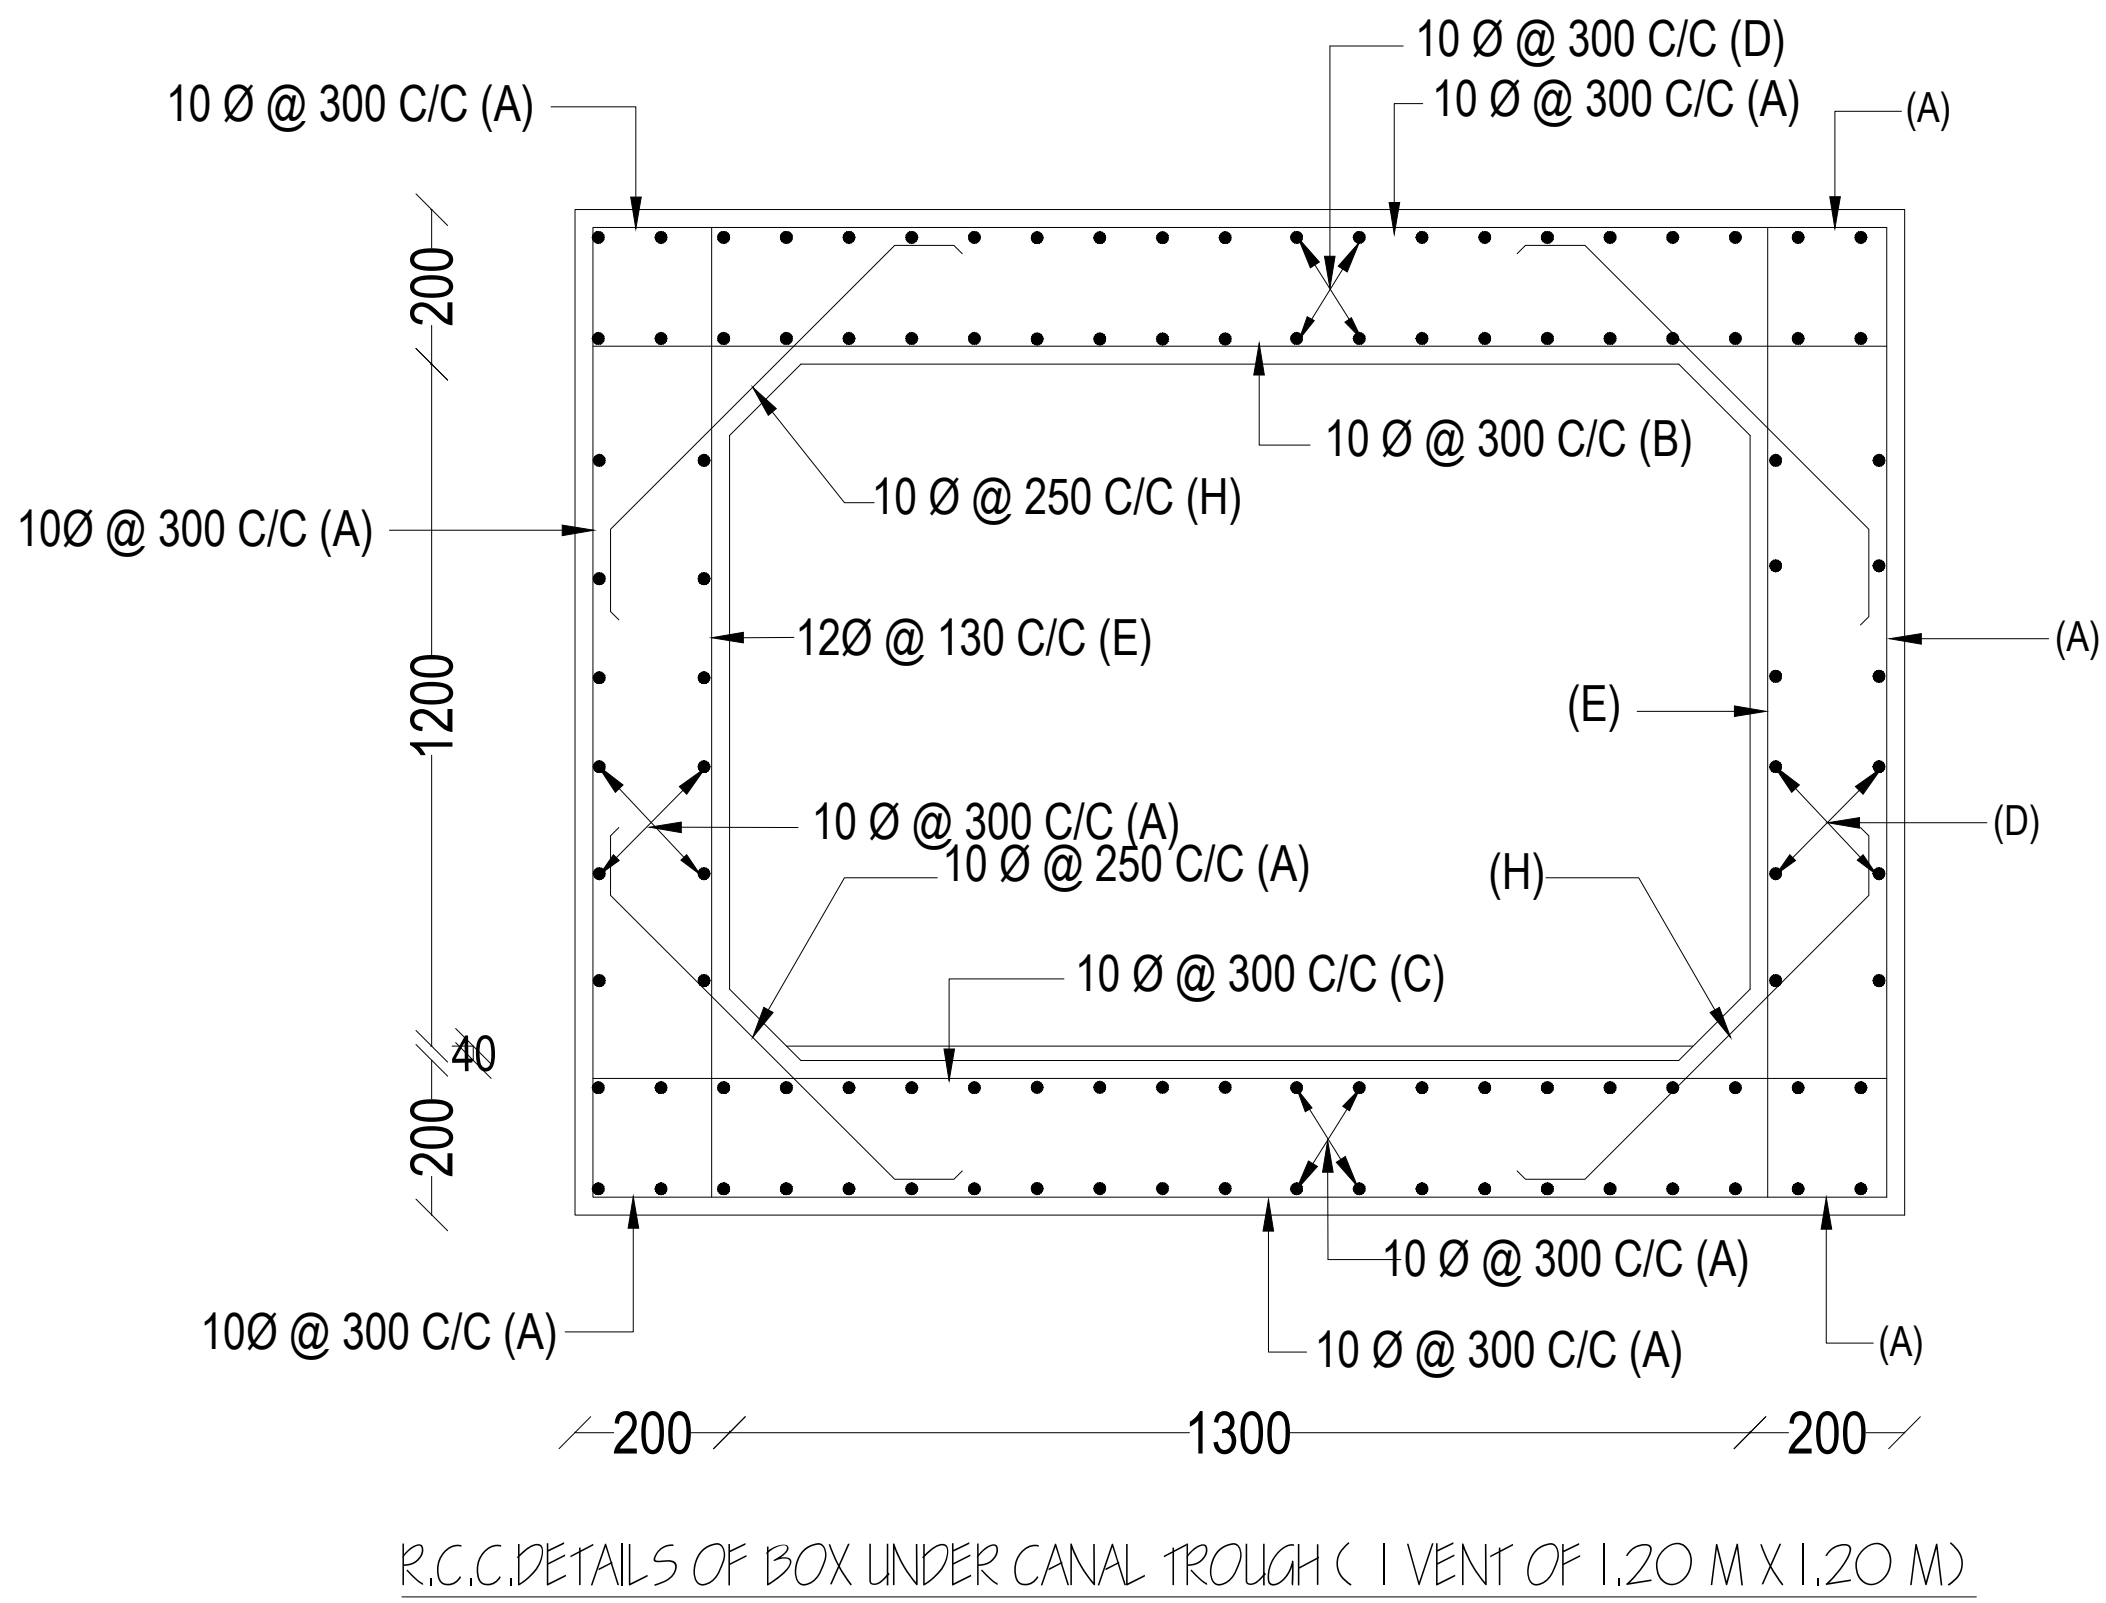 10 Ø @ 300 C/C (D)
10 Ø @ 300 C/C (A)
10 Ø @ 300 C/C (A)
(A)
200
10 Ø @ 300 C/C (B)
10 Ø @ 250 C/C (H)
10Ø @ 300 C/C (A)
12Ø @ 130 C/C (E)
(A)
1200
(E)
10 Ø @ 300 C/C (A)
(D)
10 Ø @ 250 C/C (A)
(H)
10 Ø @ 300 C/C (C)
40
200
10 Ø @ 300 C/C (A)
10Ø @ 300 C/C (A)
10 Ø @ 300 C/C (A)
(A)
200
1300
200
R.C.C.DETAILS OF BOX UNDER CANAL TROUGH ( 1 VENT OF 1.20 M X 1.20 M)